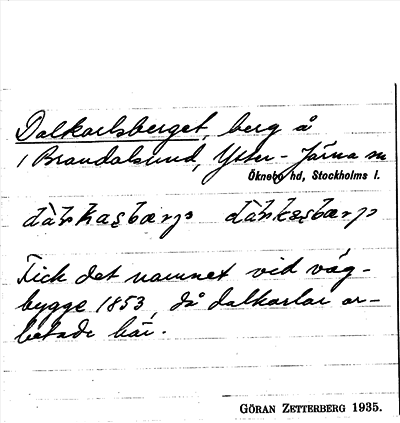 Dalkarlsberget, berg å
1 Brandalsund, Ytter-Järna sn
Öknebo hd, Stockholms l.
Fick det namnet vid väg-
bygge 1853, då dalkarlar ar-
betade här.
GÖRAN ZETTERBERG 1935.